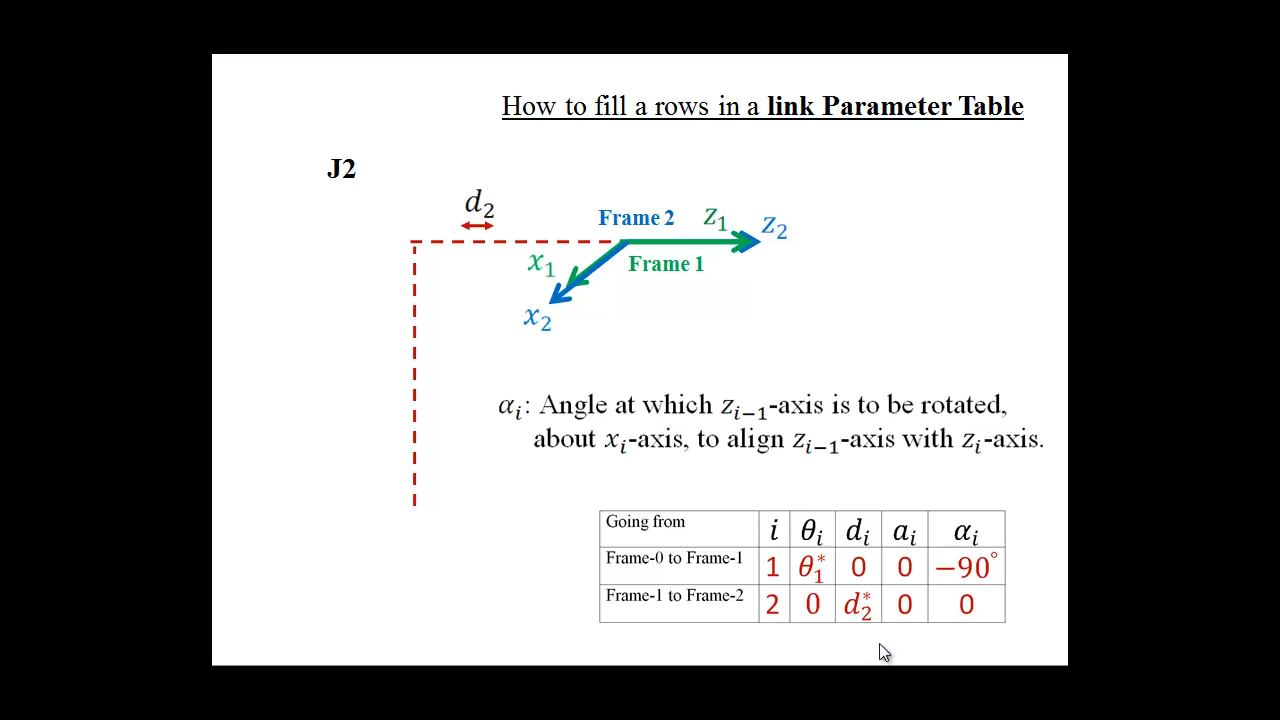 How to fill a rows in a link Parameter Table
J2
d₂
Frame 2
z₁
z₂
x₁
Frame 1
x₂
αᵢ: Angle at which zᵢ₋₁-axis is to be rotated,
about xᵢ-axis, to align zᵢ₋₁-axis with zᵢ-axis.
Going from i θᵢ dᵢ aᵢ αᵢ
Frame-0 to Frame-1 1 θ₁* 0 0 −90°
Frame-1 to Frame-2 2 0 d₂* 0 0